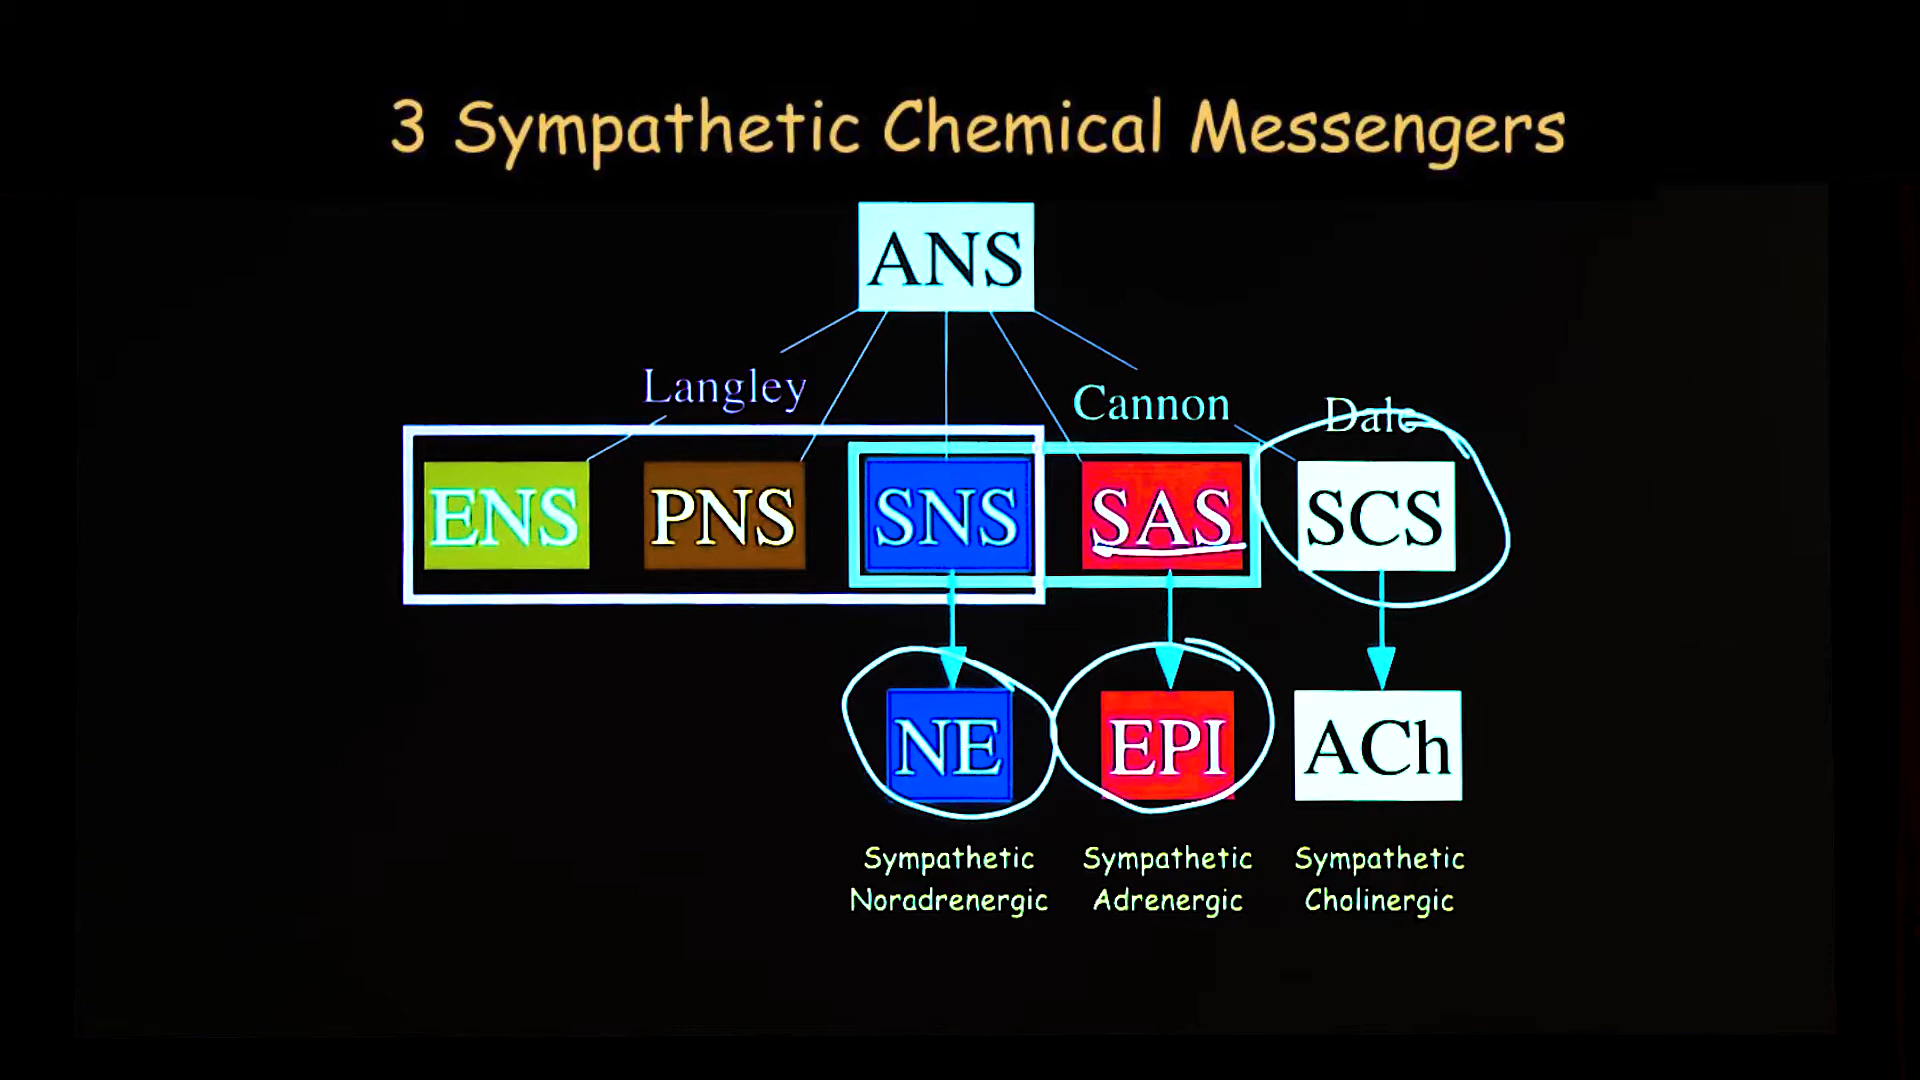 3 Sympathetic Chemical Messengers
ANS
Langley
Cannon
Dale
ENS
PNS
SNS
SAS
SCS
NE
EPI
ACh
Sympathetic
Noradrenergic
Sympathetic
Adrenergic
Sympathetic
Cholinergic